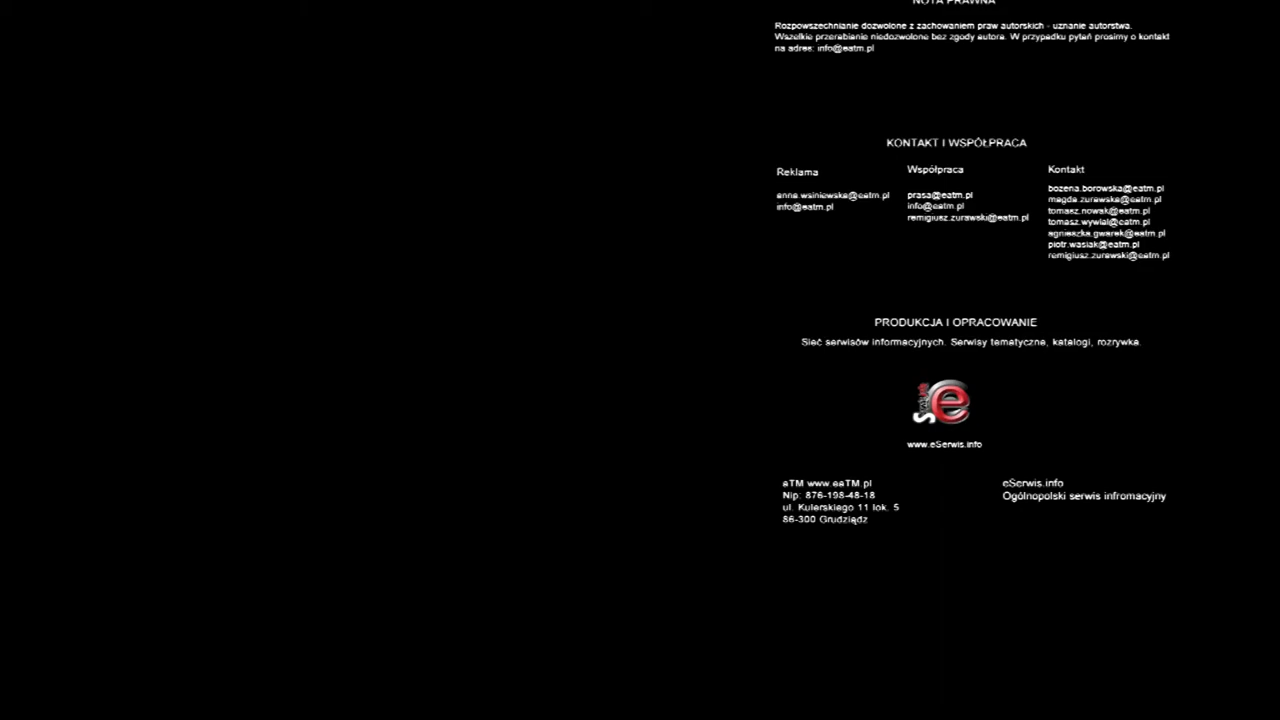 NOTA PRAWNA
Rozpowszechnianie dozwolone z zachowaniem praw autorskich - uznanie autorstwa.
Wszelkie przerabianie niedozwolone bez zgody autora. W przypadku pytań prosimy o kontakt
na adres: info@eatm.pl
KONTAKT I WSPÓŁPRACA
Reklama
anna.wsiniewska@eatm.pl
info@eatm.pl
Współpraca
prasa@eatm.pl
info@eatm.pl
remigiusz.zurawski@eatm.pl
Kontakt
bozena.borowska@eatm.pl
magda.zurawska@eatm.pl
tomasz.nowak@eatm.pl
tomasz.wywial@eatm.pl
agnieszka.gwarek@eatm.pl
piotr.wasiak@eatm.pl
remigiusz.zurawski@eatm.pl
PRODUKCJA I OPRACOWANIE
Sieć serwisów informacyjnych. Serwisy tematyczne, katalogi, rozrywka.
e
www.eSerwis.info
eTM www.eaTM.pl
Nip: 876-198-48-18
ul. Kulerskiego 11 lok. 5
86-300 Grudziądz
eSerwis.info
Ogólnopolski serwis infromacyjny